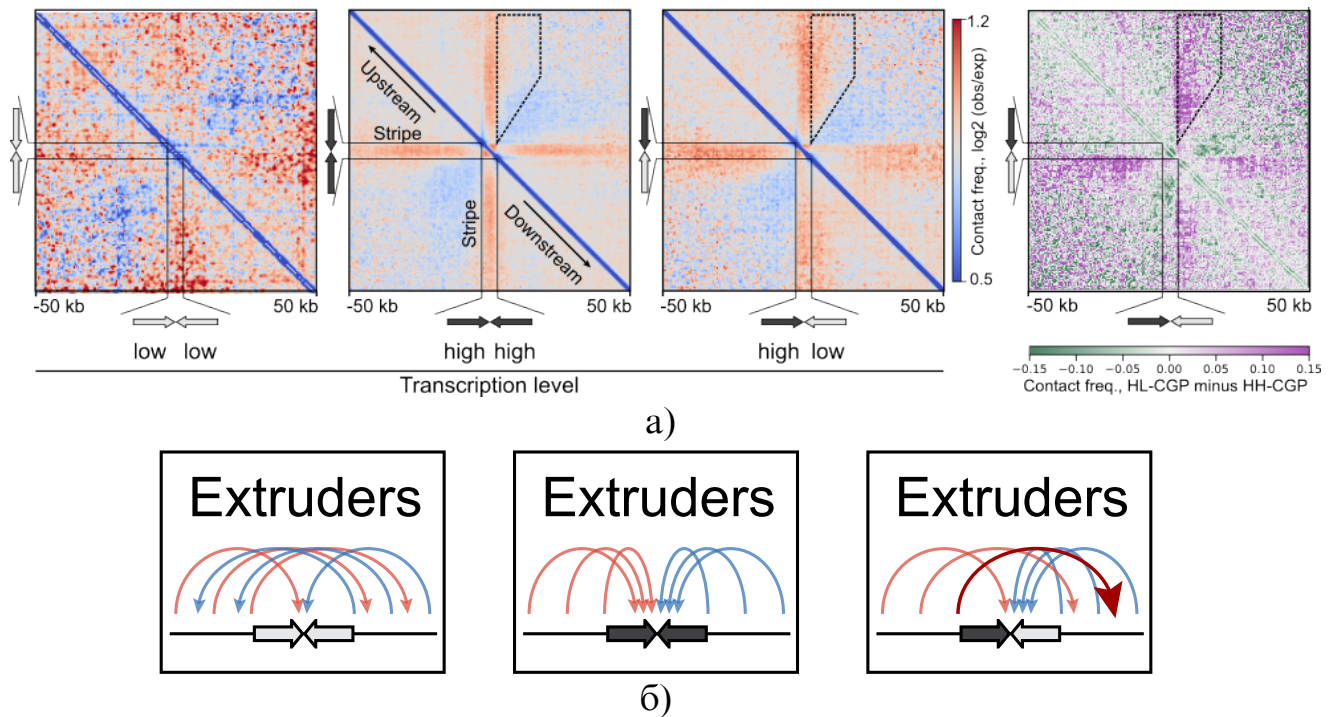 Upstream
Stripe
Stripe
Downstream
1.2
Contact freq., log2 (obs/exp)
0.5
-50 kb 50 kb -50 kb 50 kb -50 kb 50 kb -50 kb 50 kb
low low high high high low
Transcription level
−0.15 −0.10 −0.05 0.00 0.05 0.10 0.15
Contact freq., HL-CGP minus HH-CGP
а)
Extruders Extruders Extruders
б)